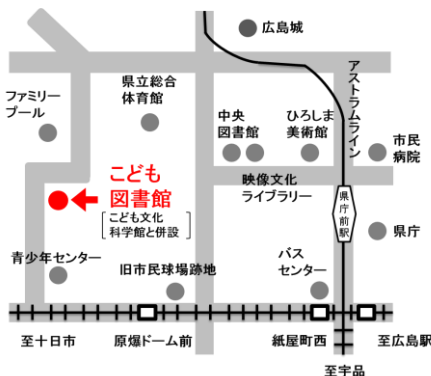 広島城
アストラムライン
県立総合
体育館
ファミリー
プール
中央
図書館
ひろしま
美術館
市民
病院
こども
図書館
こども文化
科学館と併設
映像文化
ライブラリー
県庁前駅
県庁
青少年センター
旧市民球場跡地
バス
センター
至十日市
原爆ドーム前
紙屋町西
至広島駅
至宇品